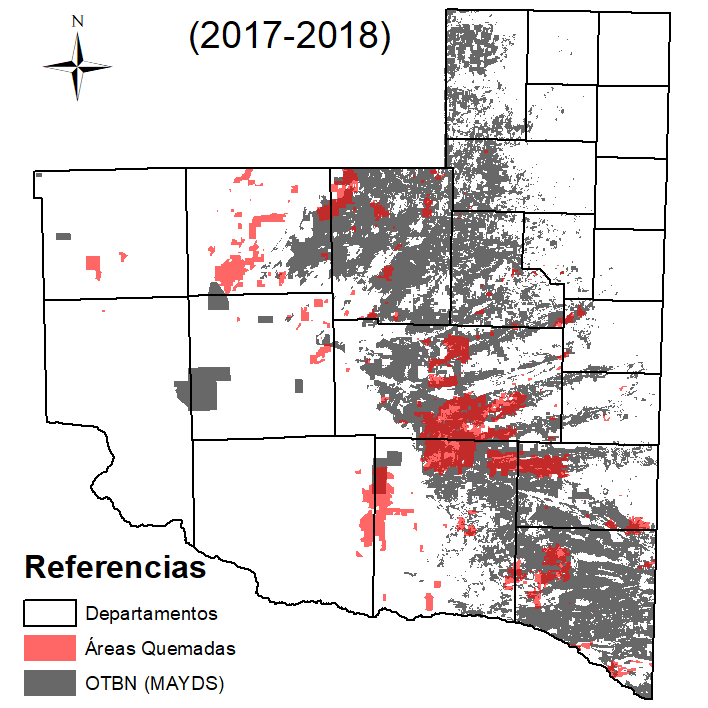 N
(2017-2018)
Referencias
Departamentos
Áreas Quemadas
OTBN (MAYDS)